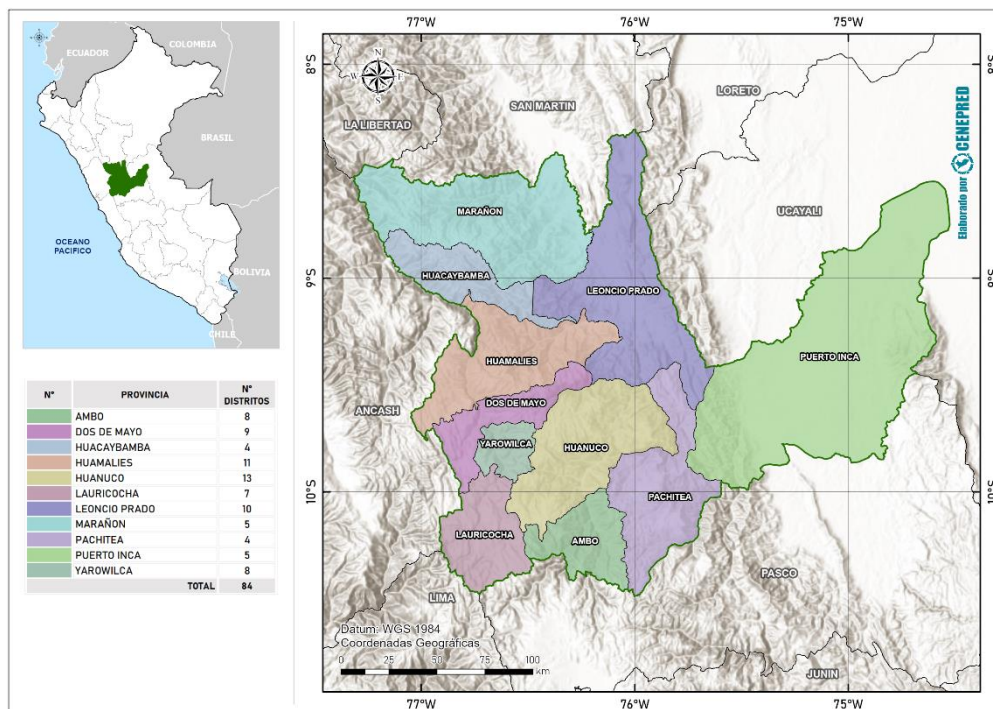 ECUADOR
COLOMBIA
BRASIL
OCEANO
PACIFICO
BOLIVIA
CHILE
N°
PROVINCIA
N°
DISTRITOS
AMBO 8
DOS DE MAYO 9
HUACAYBAMBA 4
HUAMALIES 11
HUANUCO 13
LAURICOCHA 7
LEONCIO PRADO 10
MARAÑON 5
PACHITEA 4
PUERTO INCA 5
YAROWILCA 8
TOTAL 84
77°W 76°W 75°W
8°S 8°S
N
W E
S
SAN MARTIN
LORETO
LA LIBERTAD
Elaborado por CENEPRED
MARAÑON
UCAYALI
HUACAYBAMBA
9°S 9°S
LEONCIO PRADO
HUAMALIES
PUERTO INCA
ANCASH
DOS DE MAYO
YAROWILCA
HUANUCO
10°S 10°S
PACHITEA
LAURICOCHA
AMBO
PASCO
LIMA
Datum: WGS 1984
Coordenadas Geográficas
0 25 50 75 100
km
JUNIN
77°W 76°W 75°W